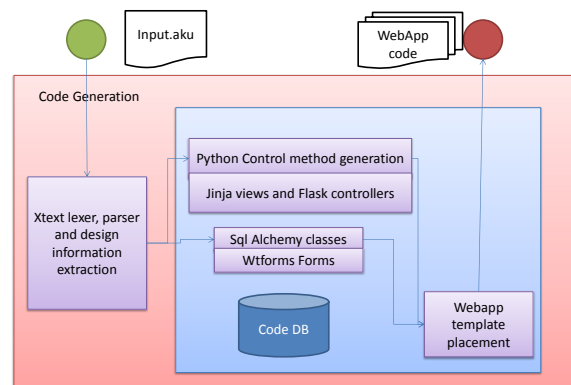 Input.aku
WebApp
code
Code Generation
Python Control method generation
Jinja views and Flask controllers
Xtext lexer, parser
and design
information
extraction
Sql Alchemy classes
Wtforms Forms
Code DB
Webapp
template
placement